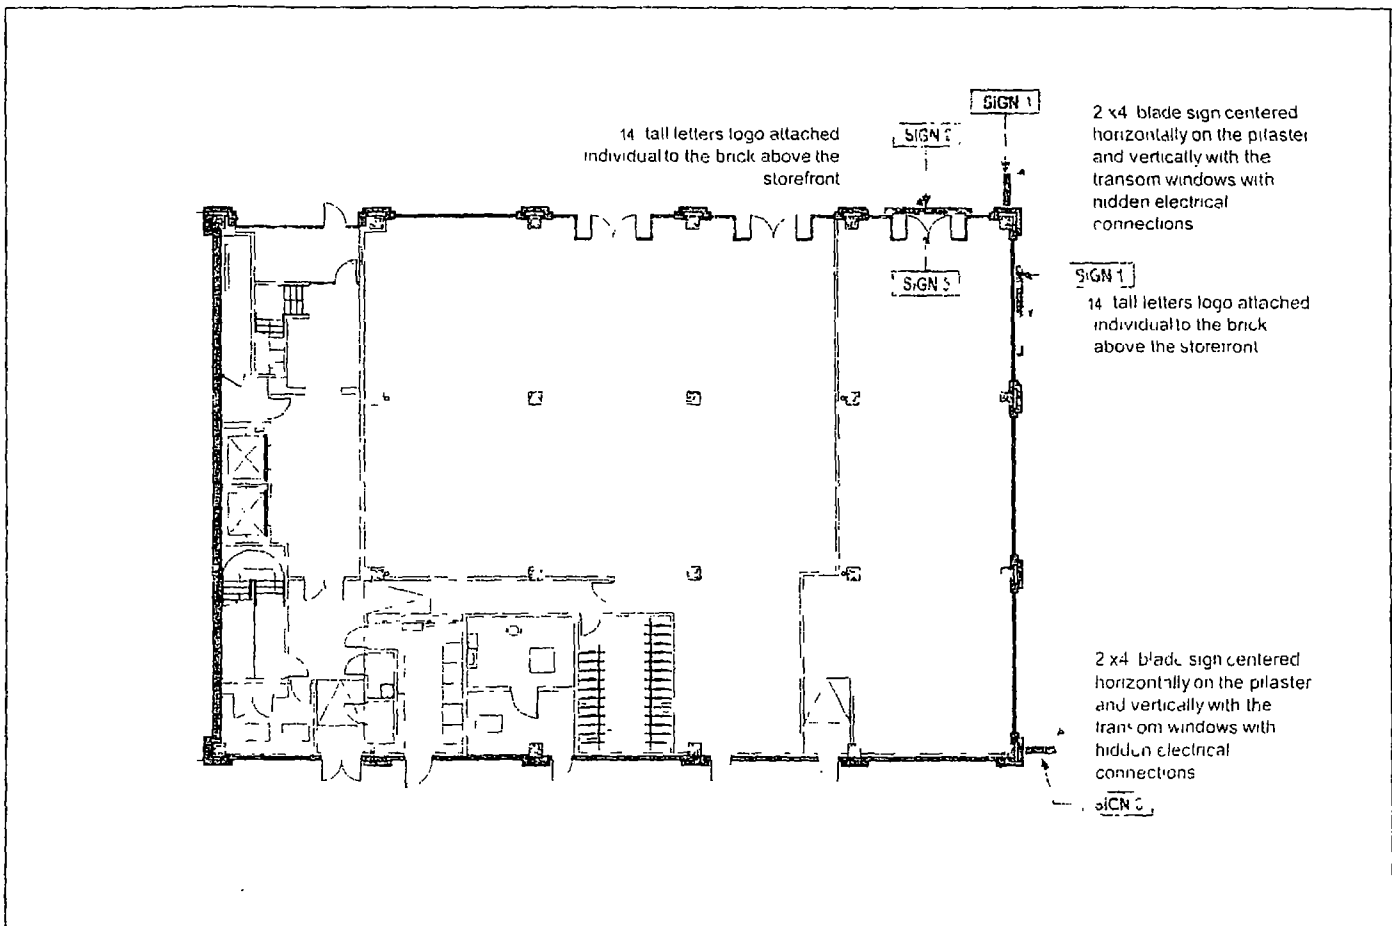 SIGN 1
2 x4 blade sign centered
horizontally on the pilaster
and vertically with the
transom windows with
hidden electrical
connections
14 tall letters logo attached
individual to the brick above the
storefront
SIGN
SIGN
SIGN 1
14 tall letters logo attached
individual to the brick
above the storefront
2 x4 blade sign centered
horizontally on the pilaster
and vertically with the
transom windows with
hidden electrical
connections
SIGN